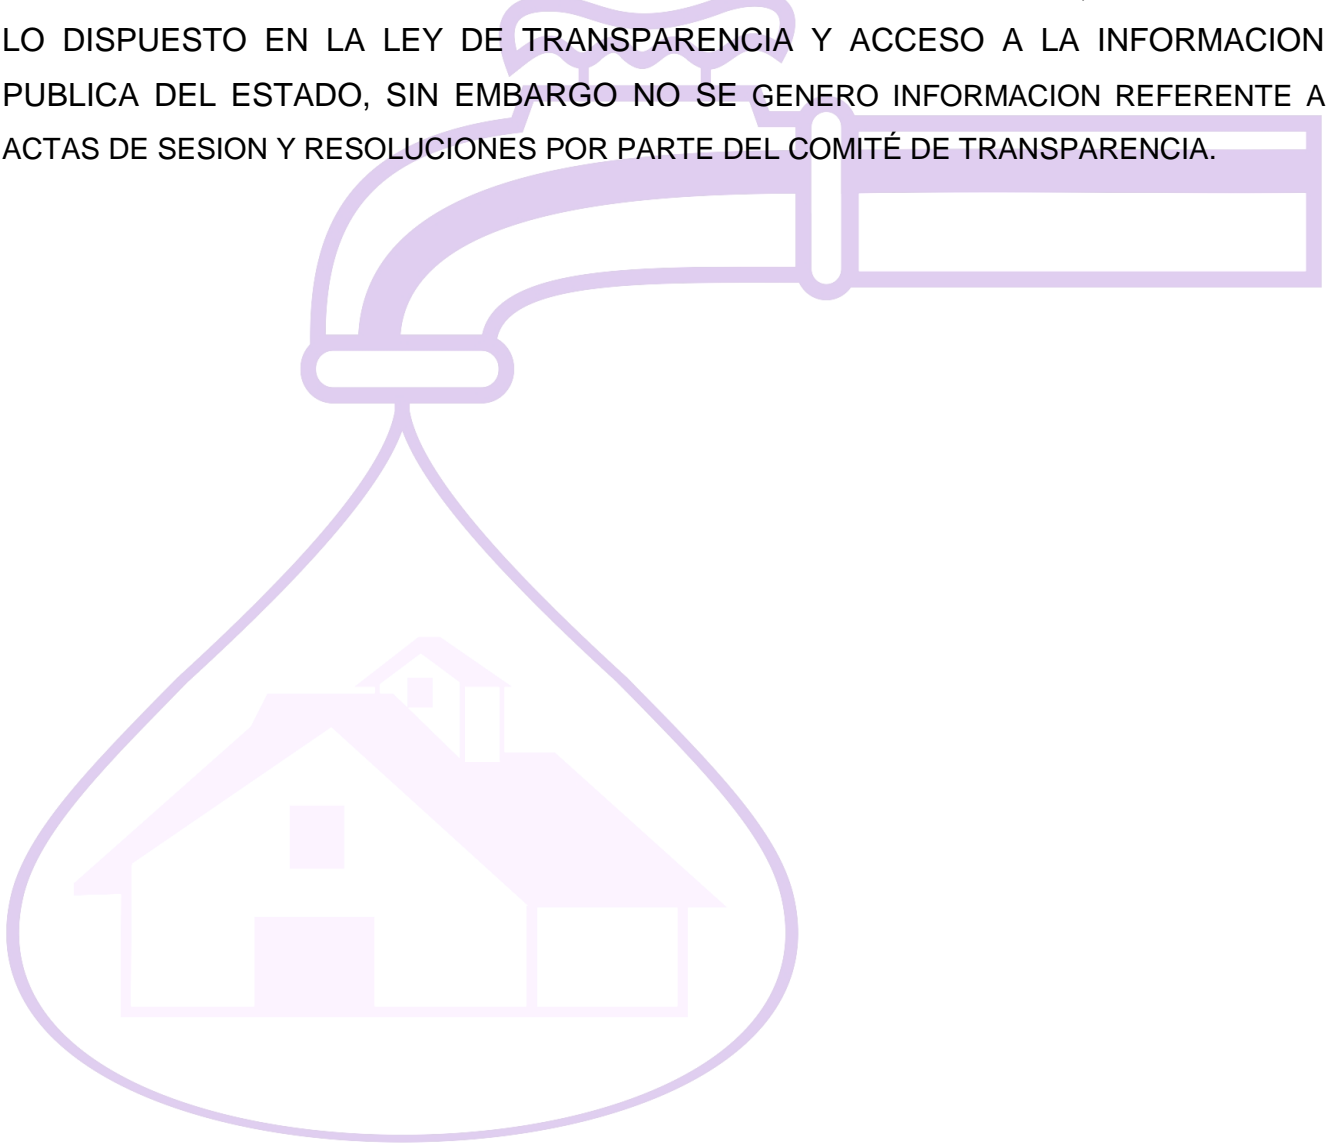 LO DISPUESTO EN LA LEY DE TRANSPARENCIA Y ACCESO A LA INFORMACION
PUBLICA DEL ESTADO, SIN EMBARGO NO SE GENERO INFORMACION REFERENTE A
ACTAS DE SESION Y RESOLUCIONES POR PARTE DEL COMITÉ DE TRANSPARENCIA.